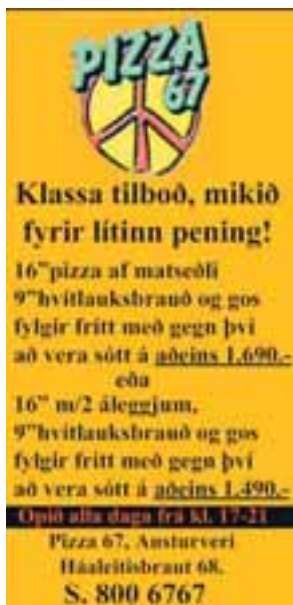 PIZZA
67
Klassa tilboð, mikið
fyrir lítinn pening!
16"pizza af matseðli
9"hvítlauksbrauð og gos
fylgir frítt með gegn því
að vera sótt á aðeins 1.690.-
eða
16" m/2 áleggjum,
9"hvítlauksbrauð og gos
fylgir frítt með gegn því
að vera sótt á aðeins 1.490.-
Opið alla daga frá kl. 17-21
Pizza 67, Austurveri
Háaleitisbraut 68.
S. 800 6767